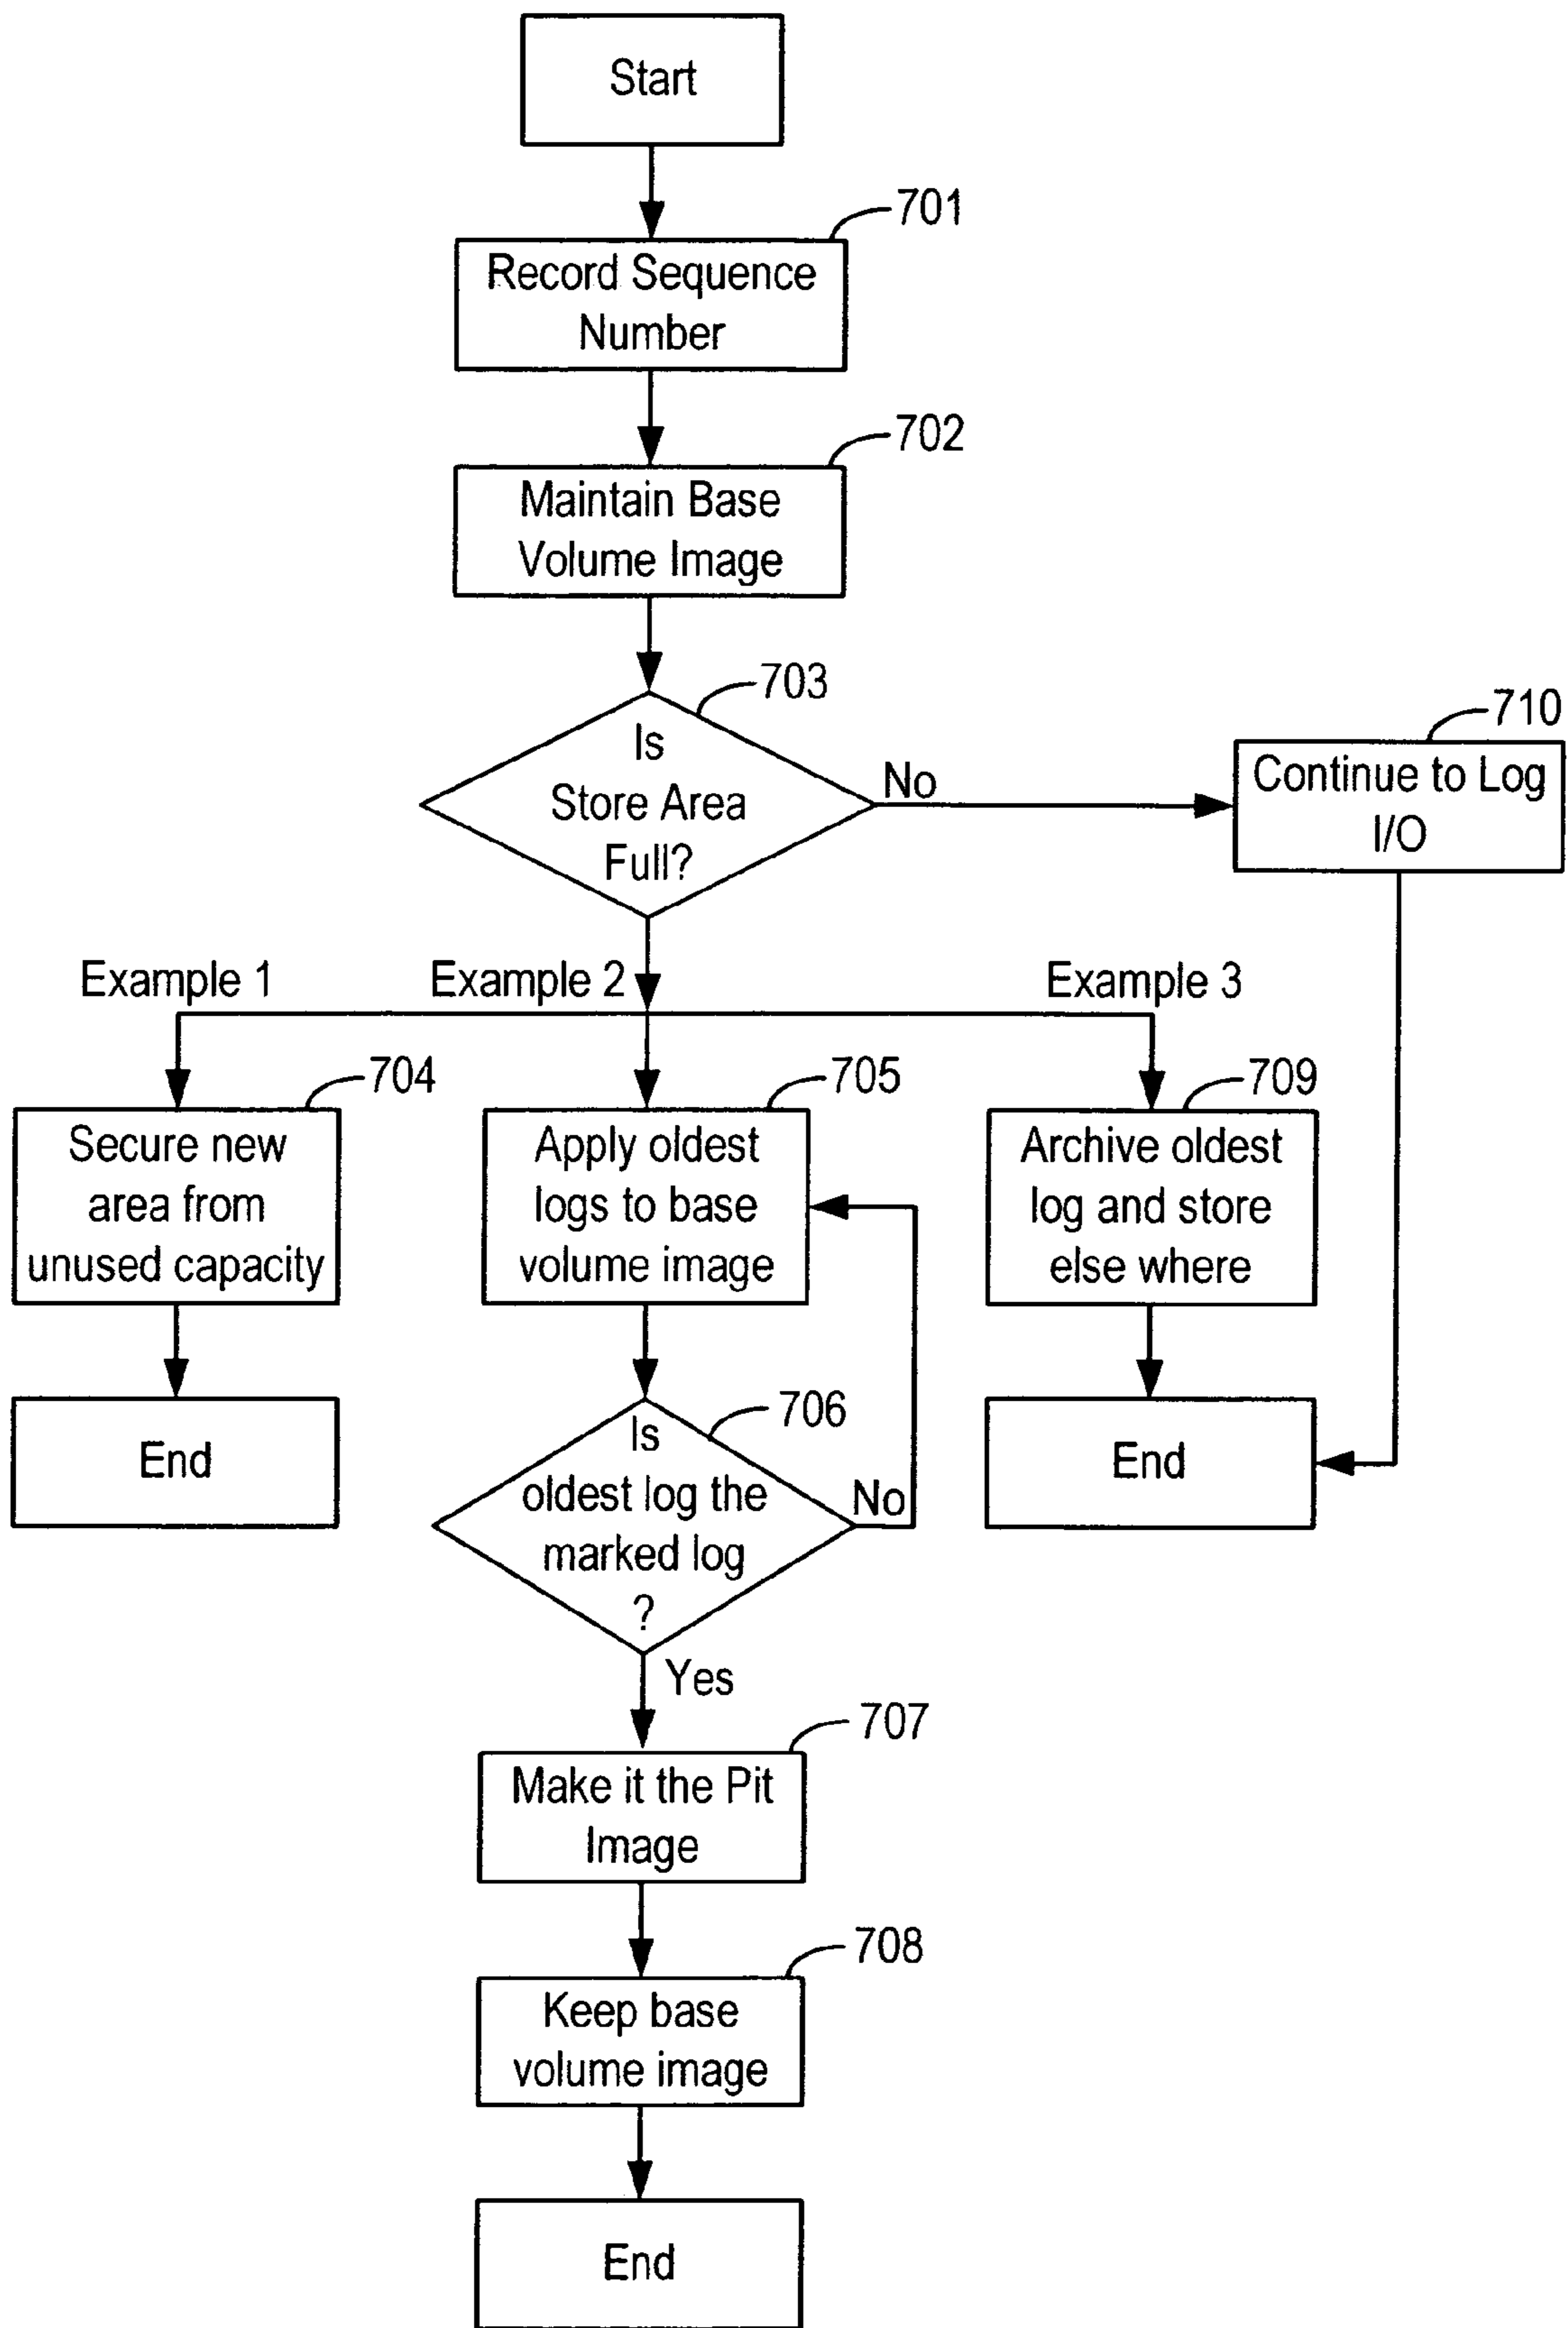 Start
701
Record Sequence
Number
702
Maintain Base
Volume Image
703
Is
Store Area
Full?
No
710
Continue to Log
I/O
Example 1
Example 2
Example 3
704
Secure new
area from
unused capacity
705
Apply oldest
logs to base
volume image
709
Archive oldest
log and store
else where
End
706
Is
oldest log the
marked log
?
No
End
Yes
707
Make it the Pit
Image
708
Keep base
volume image
End